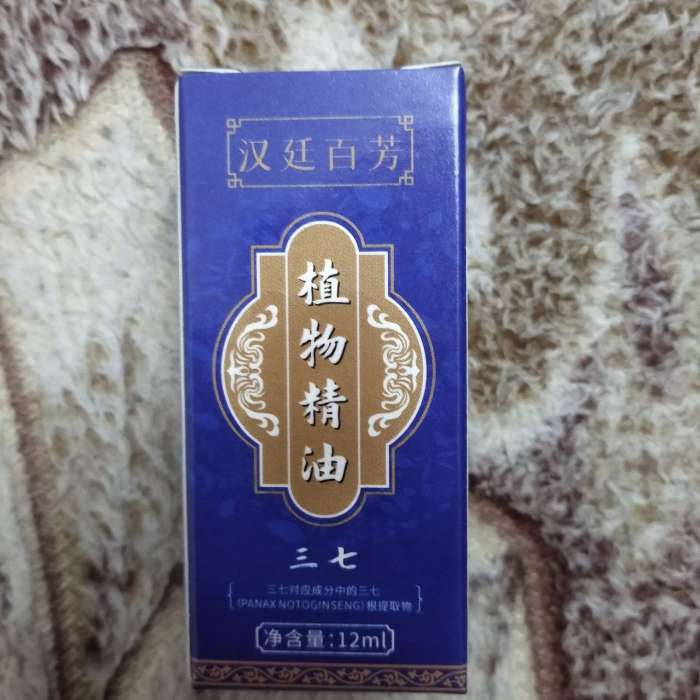 汉廷百芳
植物精油
三七
三七对应成分中的三七
(PANAX NOTOGINSENG)根提取物
净含量:12ml